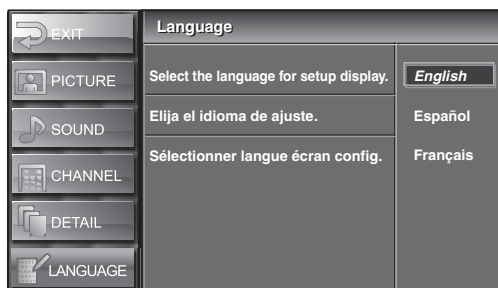 EXIT
PICTURE
SOUND
CHANNEL
DETAIL
LANGUAGE
Language
Select the language for setup display.
English
Elija el idioma de ajuste.
Español
Sélectionner langue écran config.
Français